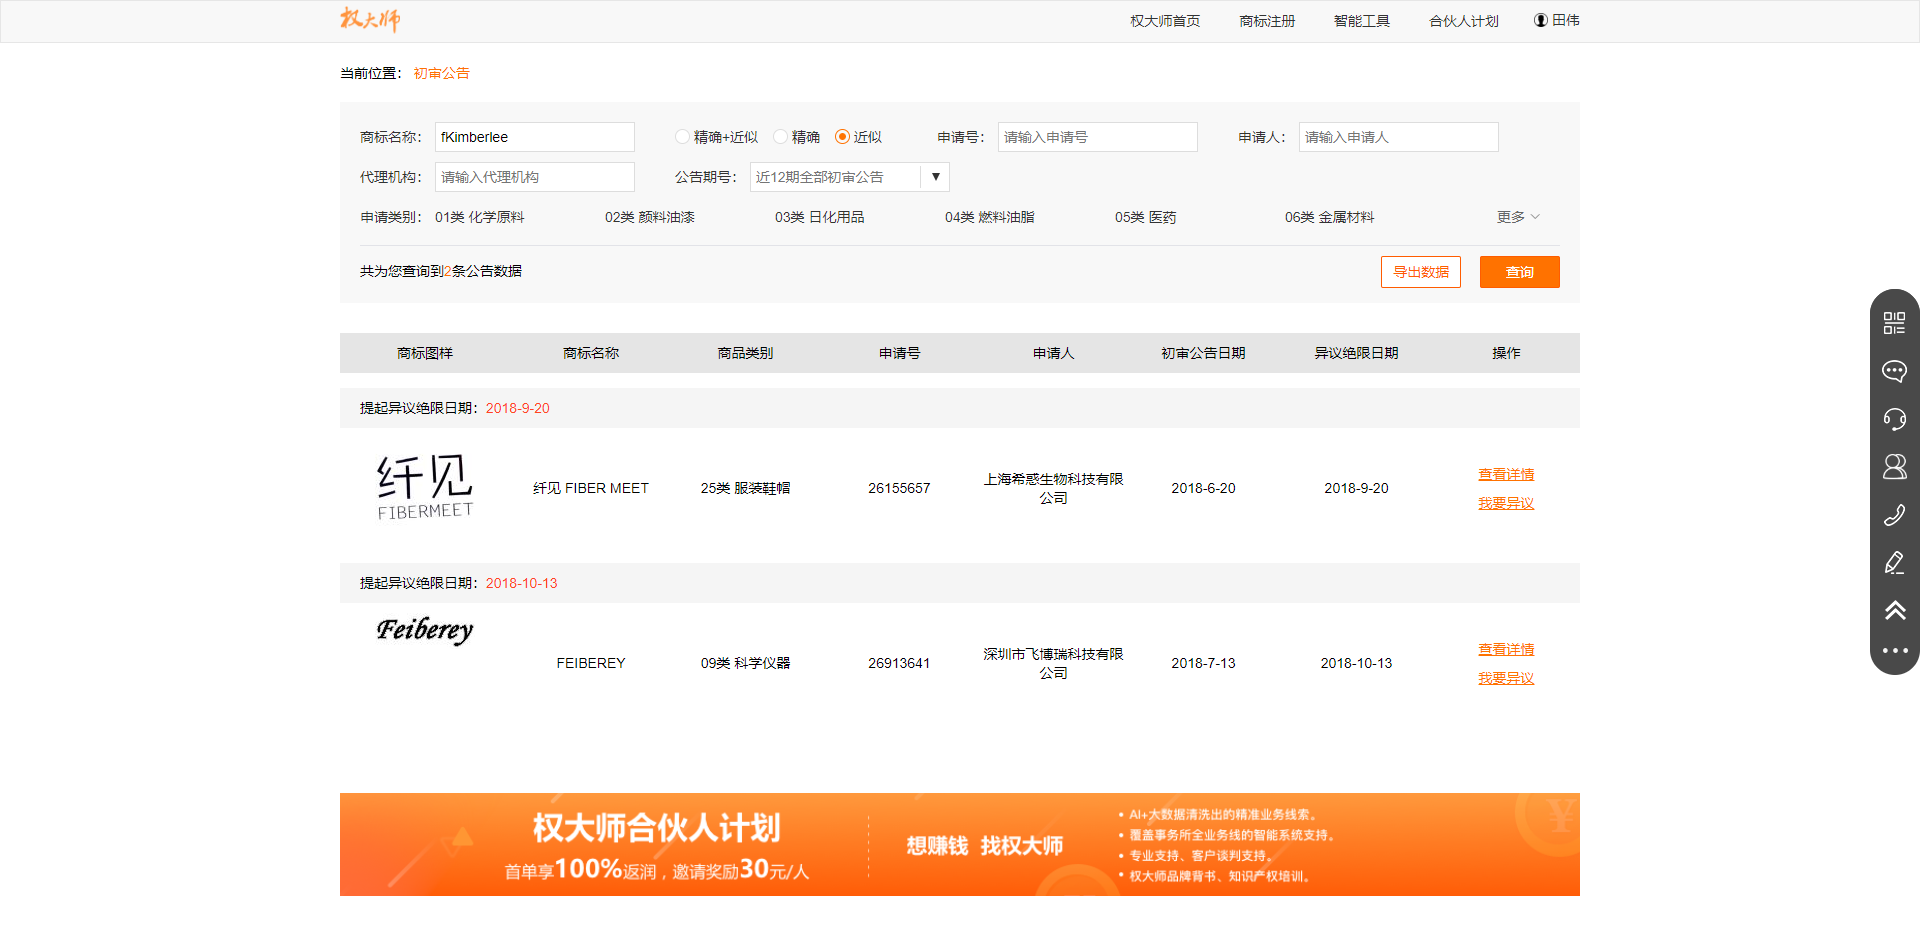 权大师 权大师首页 商标注册 智能工具 合伙人计划 田伟
当前位置： 初审公告
商标名称： fKimberlee 精确+近似 精确 近似 申请号： 请输入申请号 申请人： 请输入申请人
代理机构： 请输入代理机构 公告期号： 近12期全部初审公告 ▼
申请类别： 01类 化学原料 02类 颜料油漆 03类 日化用品 04类 燃料油脂 05类 医药 06类 金属材料 更多
共为您查询到2条公告数据 导出数据 查询
商标图样 商标名称 商品类别 申请号 申请人 初审公告日期 异议绝限日期 操作
提起异议绝限日期：2018-9-20
纤见
FIBERMEET
纤见 FIBER MEET 25类 服装鞋帽 26155657 上海希惑生物科技有限
公司 2018-6-20 2018-9-20 查看详情
我要异议
提起异议绝限日期：2018-10-13
Feiberey
FEIBEREY 09类 科学仪器 26913641 深圳市飞博瑞科技有限
公司 2018-7-13 2018-10-13 查看详情
我要异议
权大师合伙人计划
首单享100%返润，邀请奖励30元/人
想赚钱 找权大师
• AI+大数据清洗出的精准业务线索。
• 覆盖事务所全业务线的智能系统支持。
• 专业支持、客户谈判支持。
• 权大师品牌背书、知识产权培训。